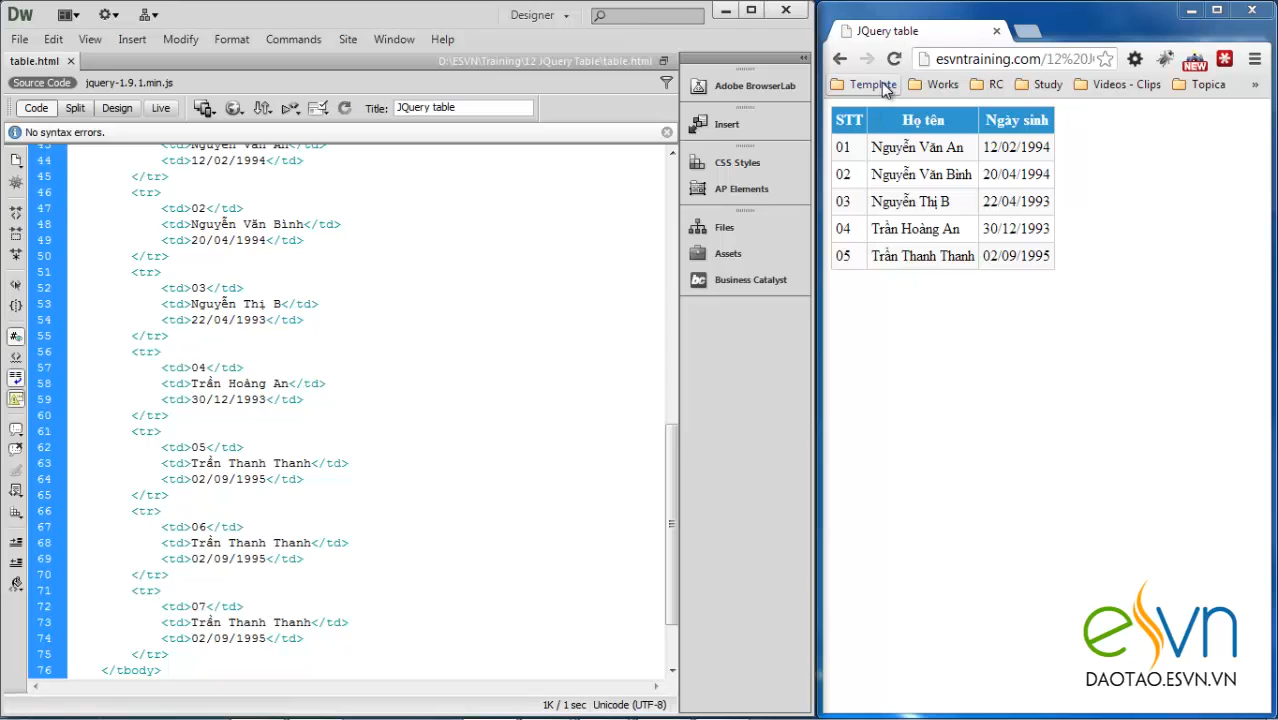 Dw
Designer
File Edit View Insert Modify Format Commands Site Window Help
table.html ×
D:\ESVN\Training\12 JQuery Table\table.html
Source Code jquery-1.9.1.min.js
Code Split Design Live Title: JQuery table
No syntax errors.
43 <td>Nguyễn Văn An</td>
44 <td>12/02/1994</td>
45 </tr>
46 <tr>
47 <td>02</td>
48 <td>Nguyễn Văn Bình</td>
49 <td>20/04/1994</td>
50 </tr>
51 <tr>
52 <td>03</td>
53 <td>Nguyễn Thị B</td>
54 <td>22/04/1993</td>
55 </tr>
56 <tr>
57 <td>04</td>
58 <td>Trần Hoàng An</td>
59 <td>30/12/1993</td>
60 </tr>
61 <tr>
62 <td>05</td>
63 <td>Trần Thanh Thanh</td>
64 <td>02/09/1995</td>
65 </tr>
66 <tr>
67 <td>06</td>
68 <td>Trần Thanh Thanh</td>
69 <td>02/09/1995</td>
70 </tr>
71 <tr>
72 <td>07</td>
73 <td>Trần Thanh Thanh</td>
74 <td>02/09/1995</td>
75 </tr>
76 </tbody>
1K / 1 sec Unicode (UTF-8)
Adobe BrowserLab
Insert
CSS Styles
AP Elements
Files
Assets
bc Business Catalyst
JQuery table
esvntraining.com/12%20J
NEW
Template Works RC Study Videos - Clips Topica »
STT Họ tên Ngày sinh
01 Nguyễn Văn An 12/02/1994
02 Nguyễn Văn Bình 20/04/1994
03 Nguyễn Thị B 22/04/1993
04 Trần Hoàng An 30/12/1993
05 Trần Thanh Thanh 02/09/1995
esvn
DAOTAO.ESVN.VN